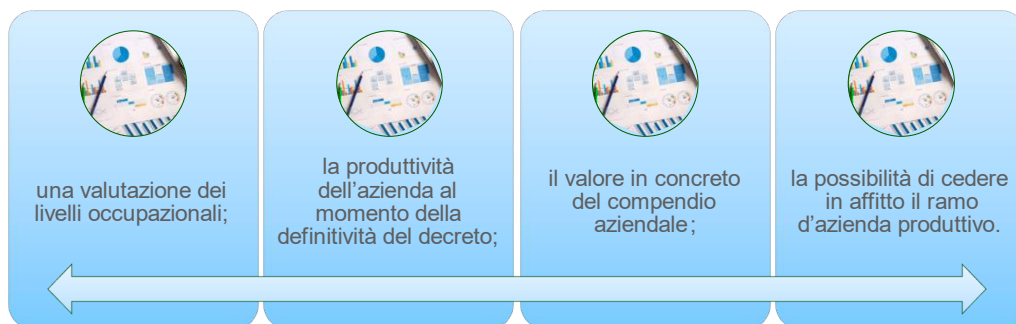 una valutazione dei
livelli occupazionali;
la produttività
dell'azienda al
momento della
definitività del decreto;
il valore in concreto
del compendio
aziendale;
la possibilità di cedere
in affitto il ramo
d'azienda produttivo.